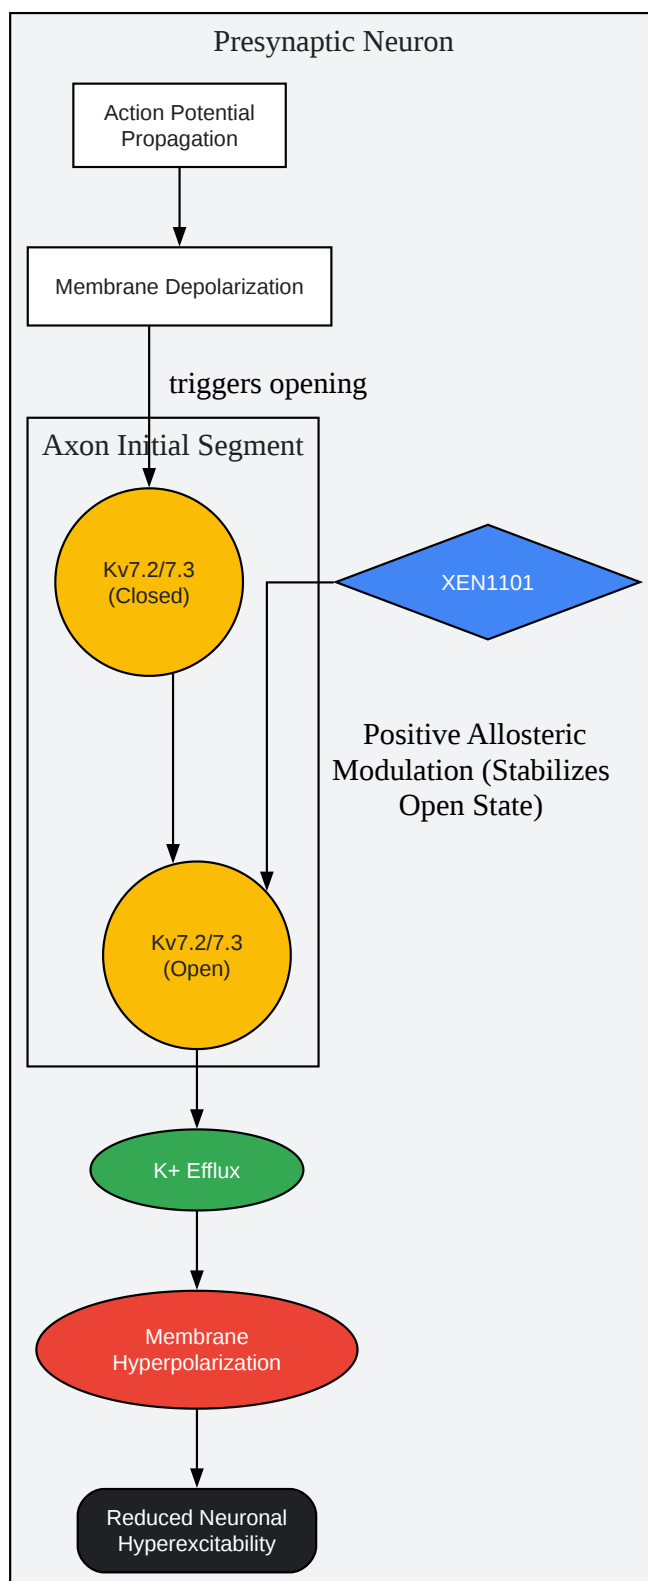 Presynaptic Neuron
Action Potential
Propagation
Membrane Depolarization
triggers opening
Axon Initial Segment
Kv7.2/7.3
(Closed)
XEN1101
Positive Allosteric
Modulation (Stabilizes
Open State)
Kv7.2/7.3
(Open)
K+ Efflux
Membrane
Hyperpolarization
Reduced Neuronal
Hyperexcitability